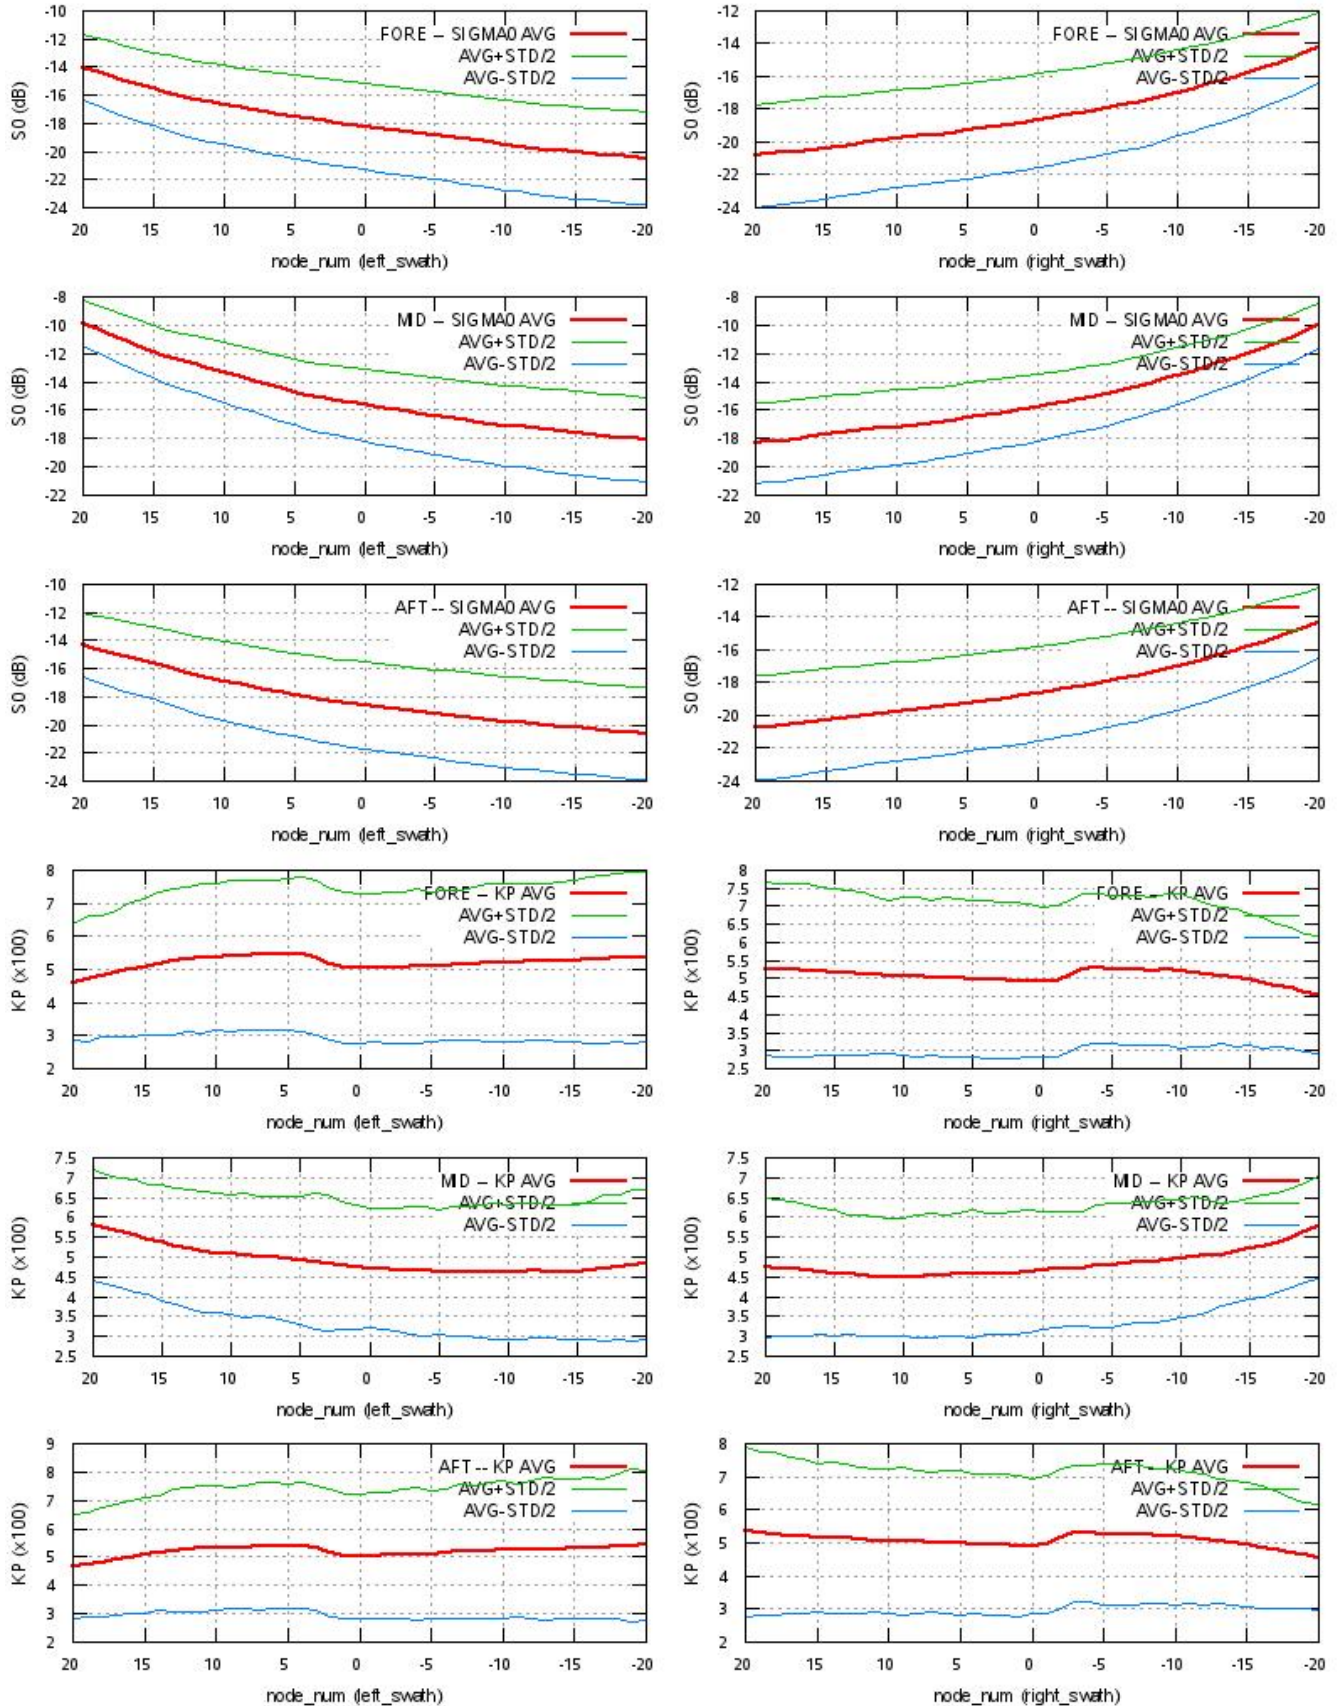 -10
-12
-14
-16
-18
-20
-22
-24
S0 (dB)
FORE -- SIGMA0 AVG
AVG+STD/2
AVG-STD/2
20 15 10 5 0 -5 -10 -15 -20
node_num (left_swath)
-12
-14
-16
-18
-20
-22
-24
S0 (dB)
FORE -- SIGMA0 AVG
AVG+STD/2
AVG-STD/2
20 15 10 5 0 -5 -10 -15 -20
node_num (right_swath)
-8
-10
-12
-14
-16
-18
-20
-22
S0 (dB)
MID -- SIGMA0 AVG
AVG+STD/2
AVG-STD/2
20 15 10 5 0 -5 -10 -15 -20
node_num (left_swath)
-8
-10
-12
-14
-16
-18
-20
-22
S0 (dB)
MID -- SIGMA0 AVG
AVG+STD/2
AVG-STD/2
20 15 10 5 0 -5 -10 -15 -20
node_num (right_swath)
-10
-12
-14
-16
-18
-20
-22
-24
S0 (dB)
AFT -- SIGMA0 AVG
AVG+STD/2
AVG-STD/2
20 15 10 5 0 -5 -10 -15 -20
node_num (left_swath)
-12
-14
-16
-18
-20
-22
-24
S0 (dB)
AFT -- SIGMA0 AVG
AVG+STD/2
AVG-STD/2
20 15 10 5 0 -5 -10 -15 -20
node_num (right_swath)
8
7
6
5
4
3
2
KP (x100)
FORE -- KP AVG
AVG+STD/2
AVG-STD/2
20 15 10 5 0 -5 -10 -15 -20
node_num (left_swath)
8
7.5
7
6.5
6
5.5
5
4.5
4
3.5
3
2.5
KP (x100)
FORE -- KP AVG
AVG+STD/2
AVG-STD/2
20 15 10 5 0 -5 -10 -15 -20
node_num (right_swath)
7.5
7
6.5
6
5.5
5
4.5
4
3.5
3
2.5
KP (x100)
MID -- KP AVG
AVG+STD/2
AVG-STD/2
20 15 10 5 0 -5 -10 -15 -20
node_num (left_swath)
7.5
7
6.5
6
5.5
5
4.5
4
3.5
3
2.5
KP (x100)
MID -- KP AVG
AVG+STD/2
AVG-STD/2
20 15 10 5 0 -5 -10 -15 -20
node_num (right_swath)
9
8
7
6
5
4
3
2
KP (x100)
AFT -- KP AVG
AVG+STD/2
AVG-STD/2
20 15 10 5 0 -5 -10 -15 -20
node_num (left_swath)
8
7
6
5
4
3
2
KP (x100)
AFT -- KP AVG
AVG+STD/2
AVG-STD/2
20 15 10 5 0 -5 -10 -15 -20
node_num (right_swath)